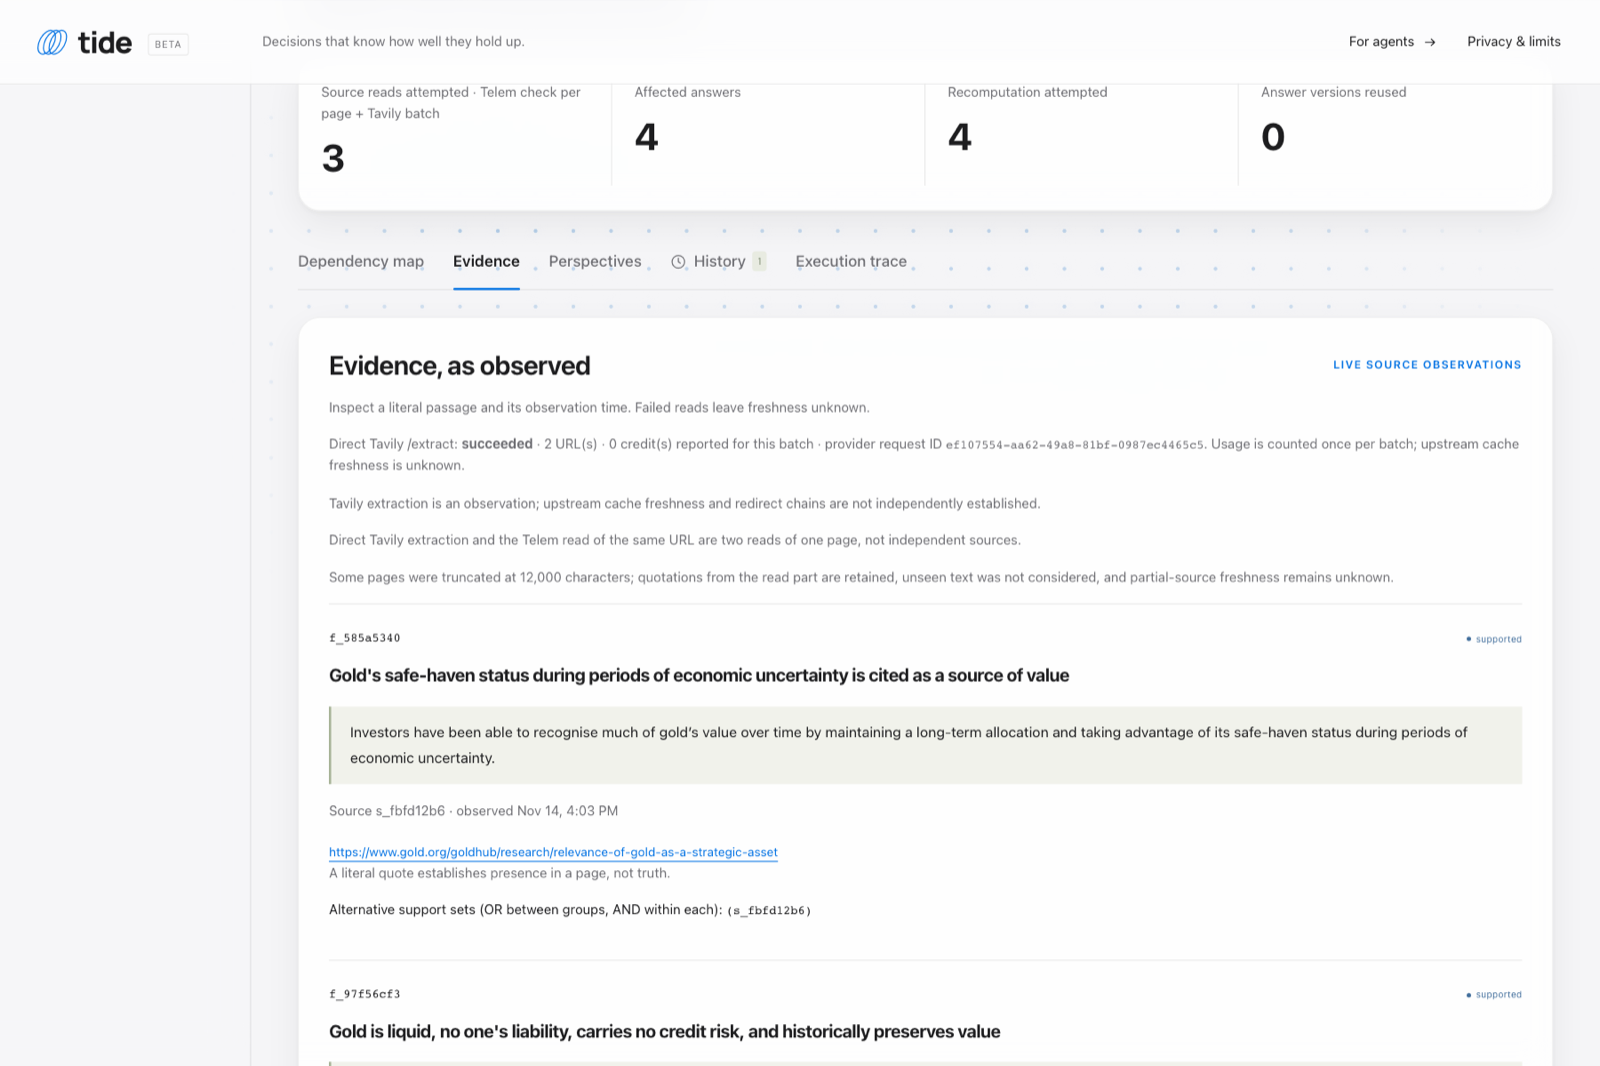 tide
BETA
Decisions that know how well they hold up.
For agents →
Privacy & limits
Source reads attempted · Telem check per
page + Tavily batch
3
Affected answers
4
Recomputation attempted
4
Answer versions reused
0
Dependency map
Evidence
Perspectives
History 1
Execution trace
Evidence, as observed
LIVE SOURCE OBSERVATIONS
Inspect a literal passage and its observation time. Failed reads leave freshness unknown.
Direct Tavily /extract: succeeded · 2 URL(s) · 0 credit(s) reported for this batch · provider request ID ef107554-aa62-49a8-81bf-0987ec4465c5. Usage is counted once per batch; upstream cache
freshness is unknown.
Tavily extraction is an observation; upstream cache freshness and redirect chains are not independently established.
Direct Tavily extraction and the Telem read of the same URL are two reads of one page, not independent sources.
Some pages were truncated at 12,000 characters; quotations from the read part are retained, unseen text was not considered, and partial-source freshness remains unknown.
f_585a5340
• supported
Gold's safe-haven status during periods of economic uncertainty is cited as a source of value
Investors have been able to recognise much of gold's value over time by maintaining a long-term allocation and taking advantage of its safe-haven status during periods of
economic uncertainty.
Source s_fbfd12b6 · observed Nov 14, 4:03 PM
https://www.gold.org/goldhub/research/relevance-of-gold-as-a-strategic-asset
A literal quote establishes presence in a page, not truth.
Alternative support sets (OR between groups, AND within each): (s_fbfd12b6)
f_97f56cf3
• supported
Gold is liquid, no one's liability, carries no credit risk, and historically preserves value